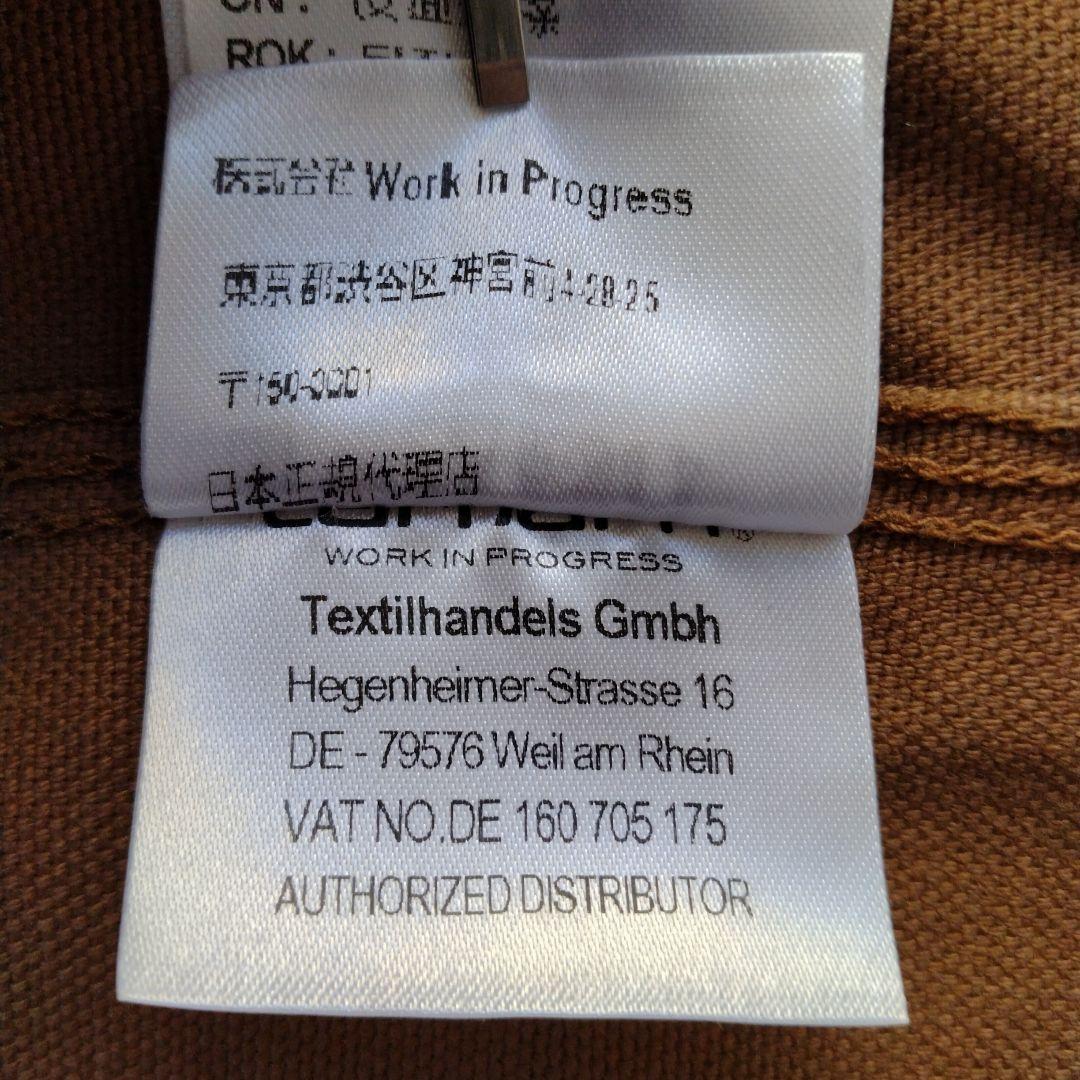 株式会社 Work in Progress
東京都渋谷区神宮前4-28-25
〒150-0001
日本正規代理店
WORK IN PROGRESS
Textilhandels Gmbh
Hegenheimer-Strasse 16
DE - 79576 Weil am Rhein
VAT NO.DE 160 705 175
AUTHORIZED DISTRIBUTOR